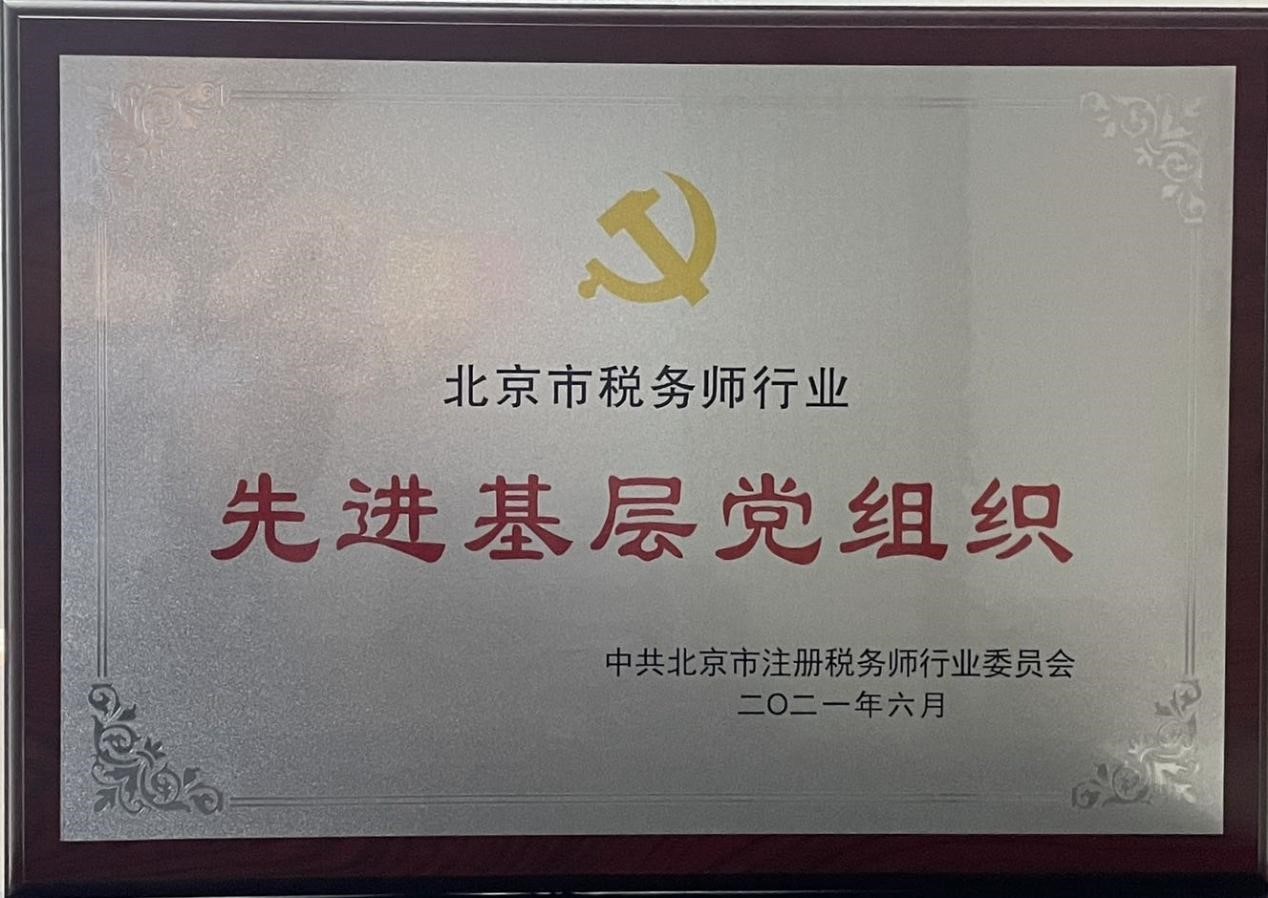 北京市税务师行业
先进基层党组织
中共北京市注册税务师行业委员会
二〇二一年六月